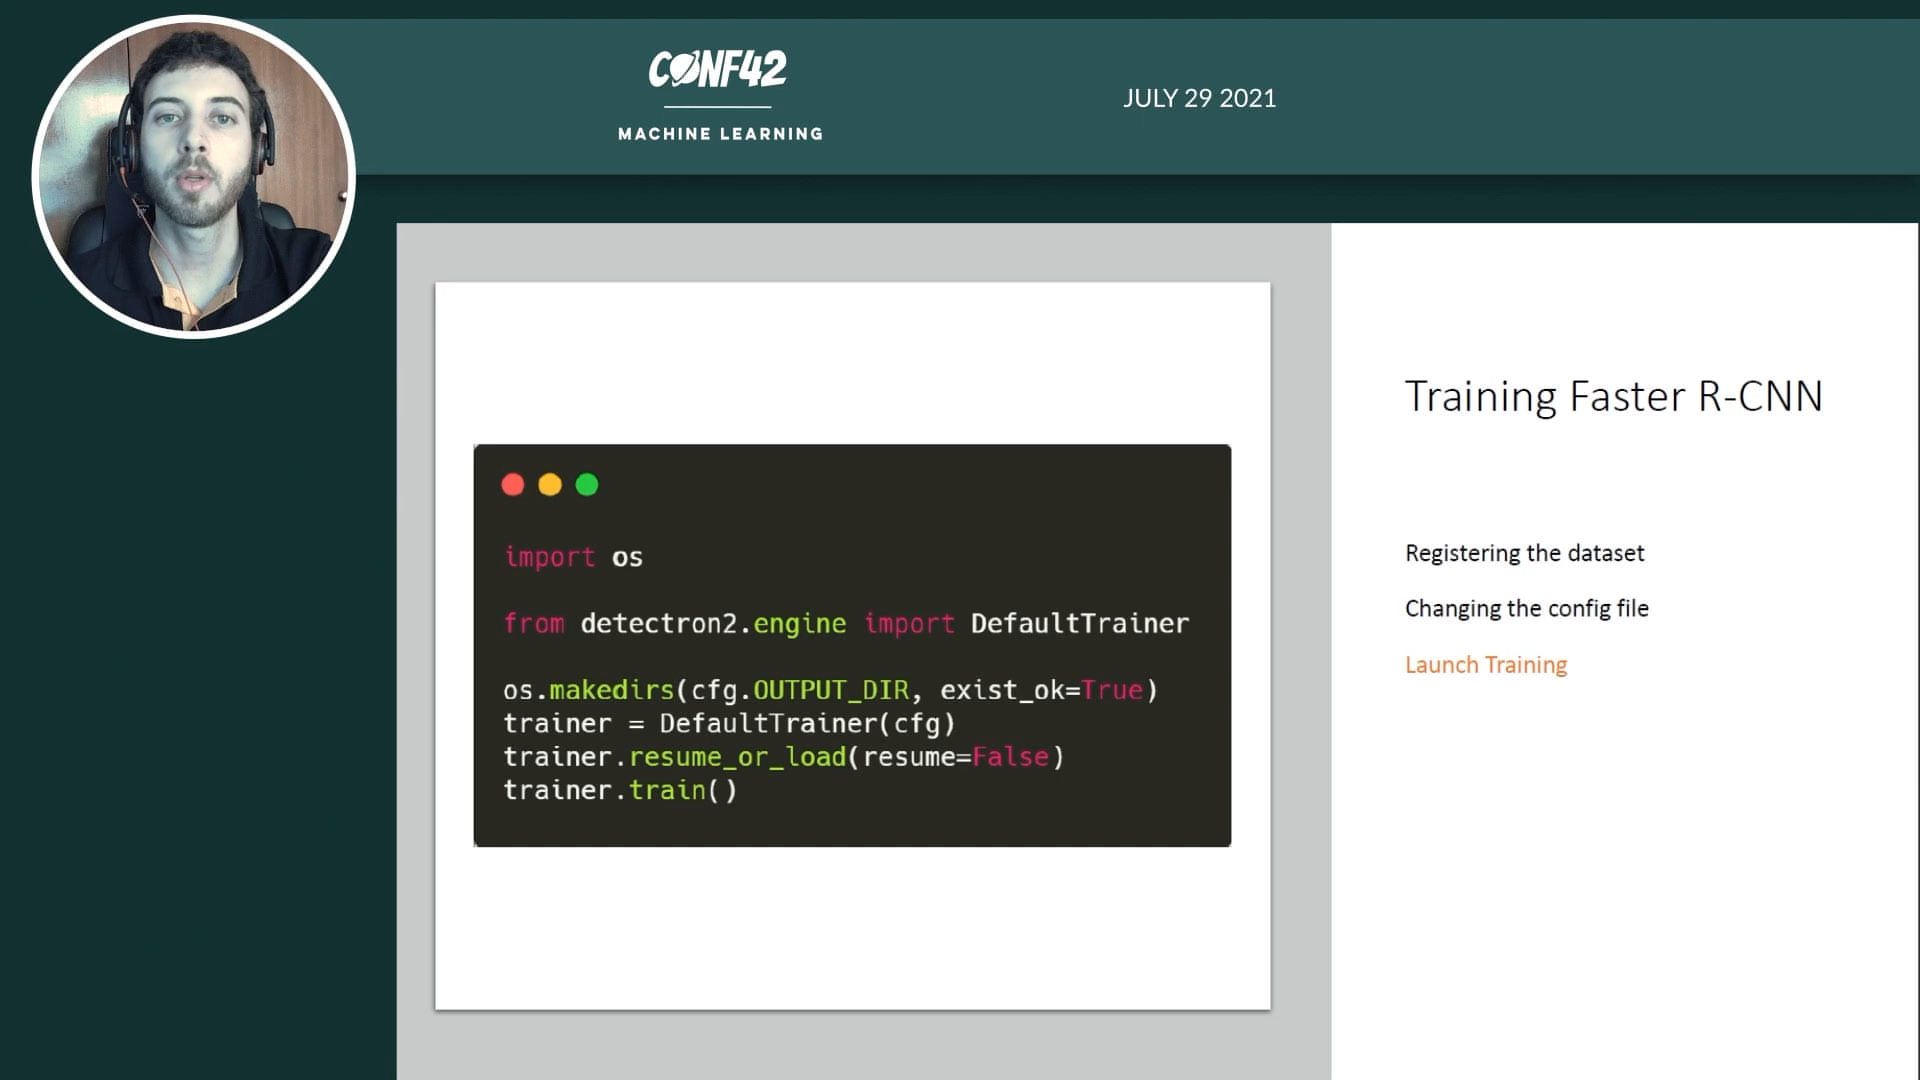 CONF42
MACHINE LEARNING
JULY 29 2021
import os
from detectron2.engine import DefaultTrainer
os.makedirs(cfg.OUTPUT_DIR, exist_ok=True)
trainer = DefaultTrainer(cfg)
trainer.resume_or_load(resume=False)
trainer.train()
Training Faster R-CNN
Registering the dataset
Changing the config file
Launch Training